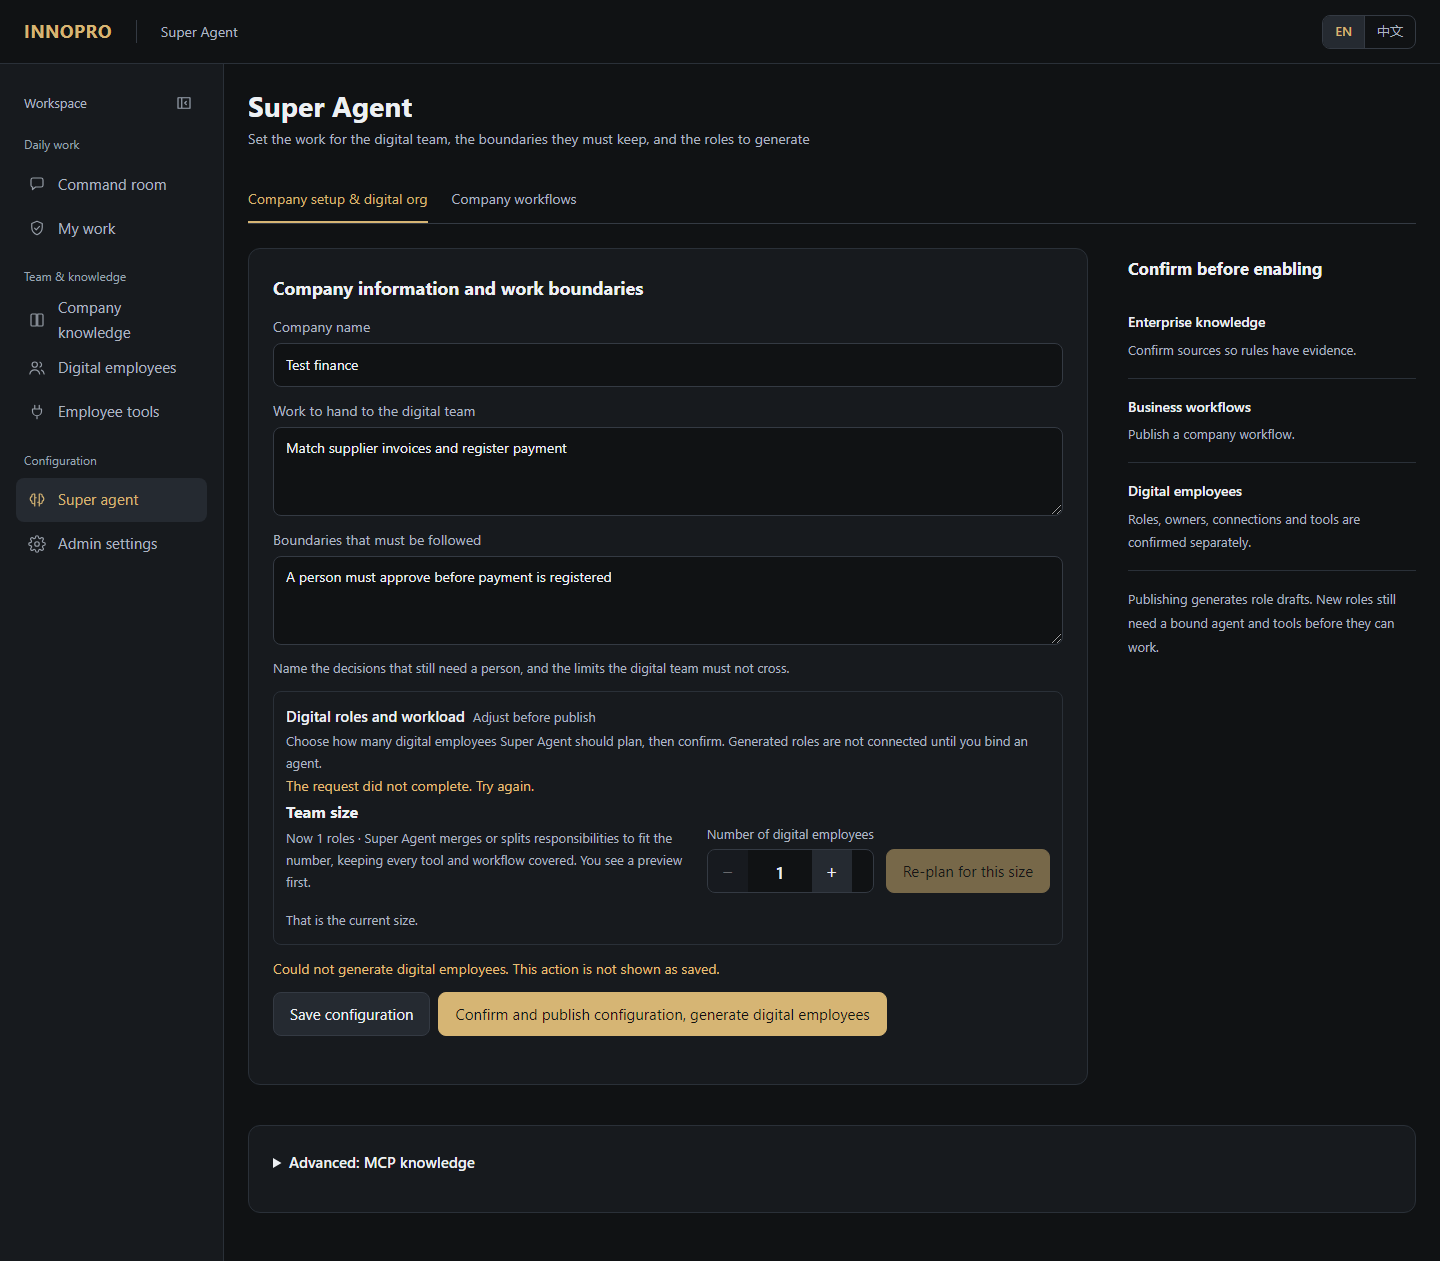 INNOPRO
Super Agent
EN
中文
Workspace
Daily work
Command room
My work
Team & knowledge
Company
knowledge
Digital employees
Employee tools
Configuration
Super agent
Admin settings
Super Agent
Set the work for the digital team, the boundaries they must keep, and the roles to generate
Company setup & digital org
Company workflows
Company information and work boundaries
Company name
Test finance
Work to hand to the digital team
Match supplier invoices and register payment
Boundaries that must be followed
A person must approve before payment is registered
Name the decisions that still need a person, and the limits the digital team must not cross.
Digital roles and workload Adjust before publish
Choose how many digital employees Super Agent should plan, then confirm. Generated roles are not connected until you bind an
agent.
The request did not complete. Try again.
Team size
Now 1 roles · Super Agent merges or splits responsibilities to fit the
number, keeping every tool and workflow covered. You see a preview
first.
Number of digital employees
− 1 +
Re-plan for this size
That is the current size.
Could not generate digital employees. This action is not shown as saved.
Save configuration
Confirm and publish configuration, generate digital employees
Confirm before enabling
Enterprise knowledge
Confirm sources so rules have evidence.
Business workflows
Publish a company workflow.
Digital employees
Roles, owners, connections and tools are
confirmed separately.
Publishing generates role drafts. New roles still
need a bound agent and tools before they can
work.
Advanced: MCP knowledge